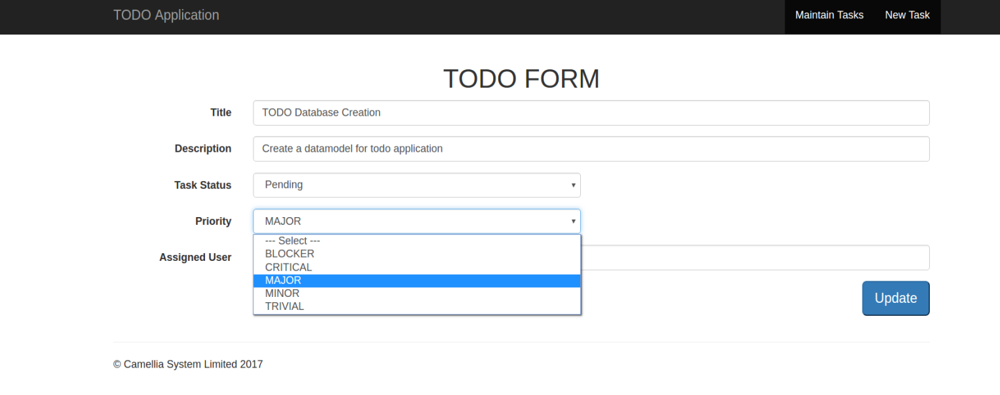 TODO Application Maintain Tasks New Task
TODO FORM
Title TODO Database Creation
Description Create a datamodel for todo application
Task Status Pending
Priority MAJOR
--- Select ---
BLOCKER
Assigned User
CRITICAL
MAJOR
MINOR
Update
TRIVIAL
© Camellia System Limited 2017